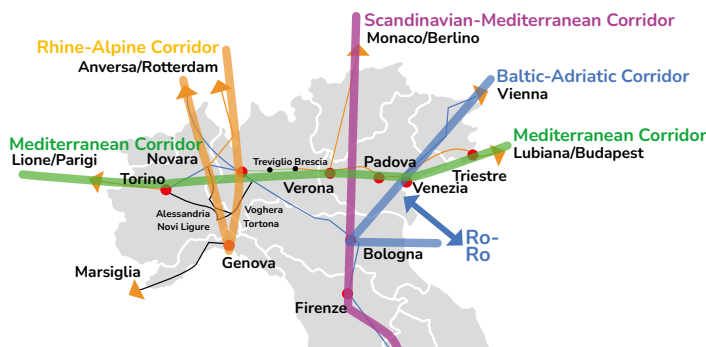 Scandinavian-Mediterranean Corridor
Monaco/Berlino
Rhine-Alpine Corridor
Anversa/Rotterdam
Baltic-Adriatic Corridor
Vienna
Mediterranean Corridor
Lione/Parigi
Novara
Torino
Treviglio Brescia
Verona
Padova
Venezia
Mediterranean Corridor
Lubiana/Budapest
Triestre
Alessandria
Novi Ligure
Voghera
Tortona
Genova
Marsiglia
Bologna
Ro-
Ro
Firenze